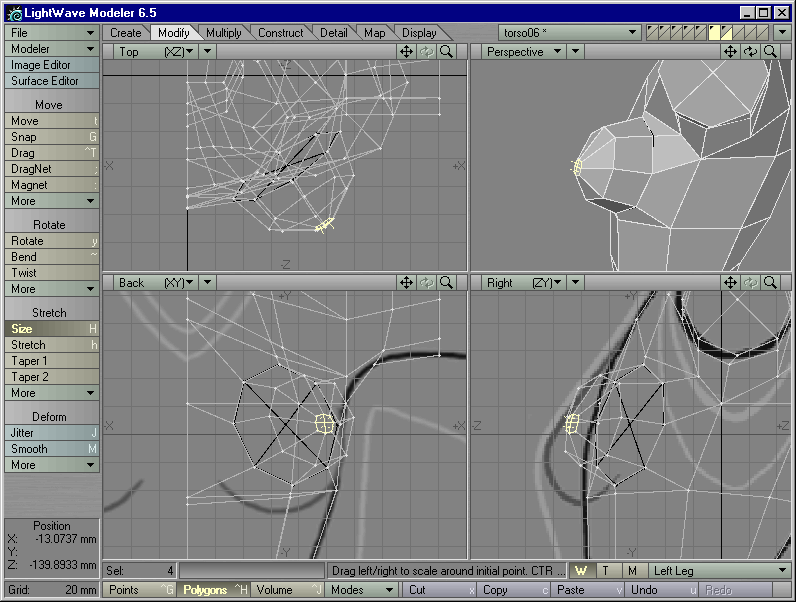 LightWave Modeler 6.5
File Create Modify Multiply Construct Detail Map Display torso06 *
Modeler Top (XZ) Perspective
Image Editor
Surface Editor
Move
Move t
Snap G
Drag ^T
DragNet ;
Magnet :
More
Rotate
Rotate y
Bend ~
Twist
More
Stretch
Size H
Stretch h
Taper 1
Taper 2
More
Deform
Jitter J
Smooth M
More
-Z
-X +X
-Z
Back (XY) Right (ZY)
+Y +Y
-X +X -Z +Z
-Y -Y
Position
X: -13.0737 mm
Y:
Z: -139.8933 mm
Sel: 4 Drag left/right to scale around initial point. CTR ... W T M Left Leg
Grid: 20 mm Points ^G Polygons ^H Volume ^J Modes Cut x Copy c Paste v Undo u Redo